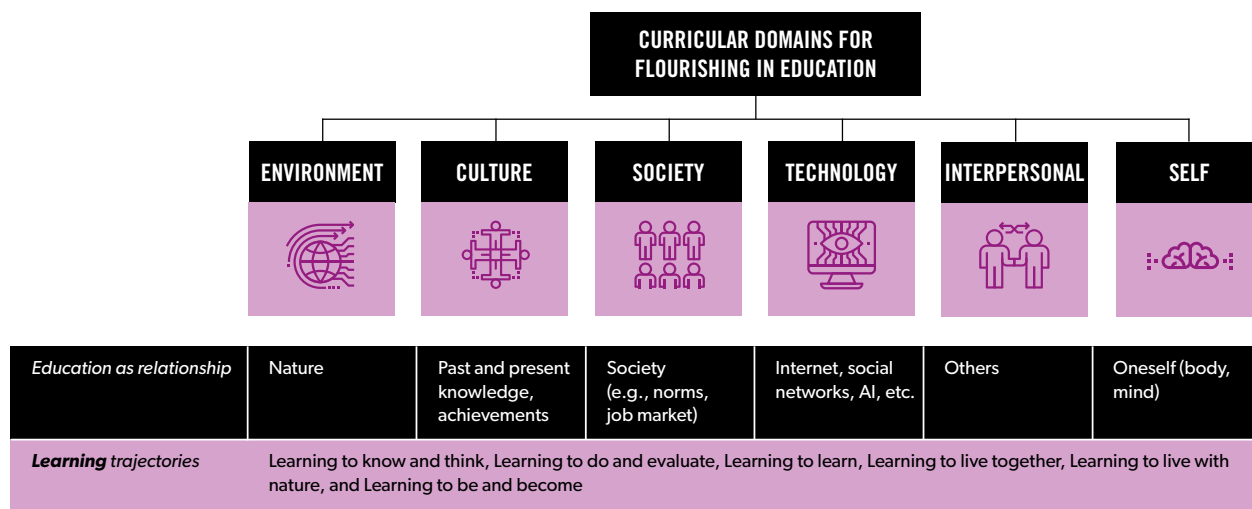 CURRICULAR DOMAINS FOR
FLOURISHING IN EDUCATION
ENVIRONMENT
CULTURE
SOCIETY
TECHNOLOGY
INTERPERSONAL
SELF
Education as relationship
Nature
Past and present
knowledge,
achievements
Society
(e.g., norms,
job market)
Internet, social
networks, AI, etc.
Others
Oneself (body,
mind)
Learning trajectories
Learning to know and think, Learning to do and evaluate, Learning to learn, Learning to live together, Learning to live with
nature, and Learning to be and become